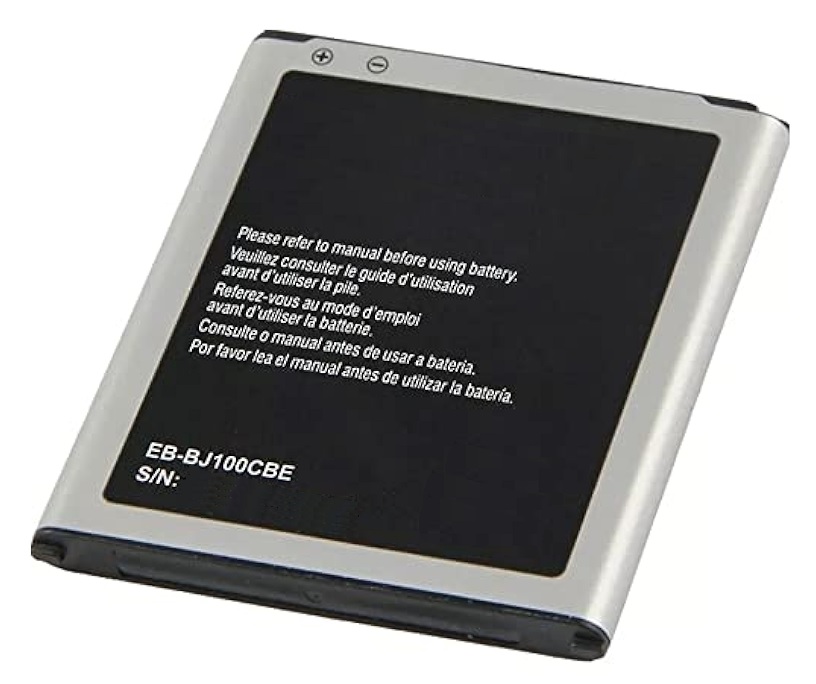 + −
Please refer to manual before using battery.
Veuillez consulter le guide d'utilisation
avant d'utiliser la pile.
Referez-vous au mode d'emploi
avant d'utiliser la batterie.
Consulte o manual antes de usar a bateria.
Por favor lea el manual antes de utilizar la batería.
EB-BJ100CBE
S/N: